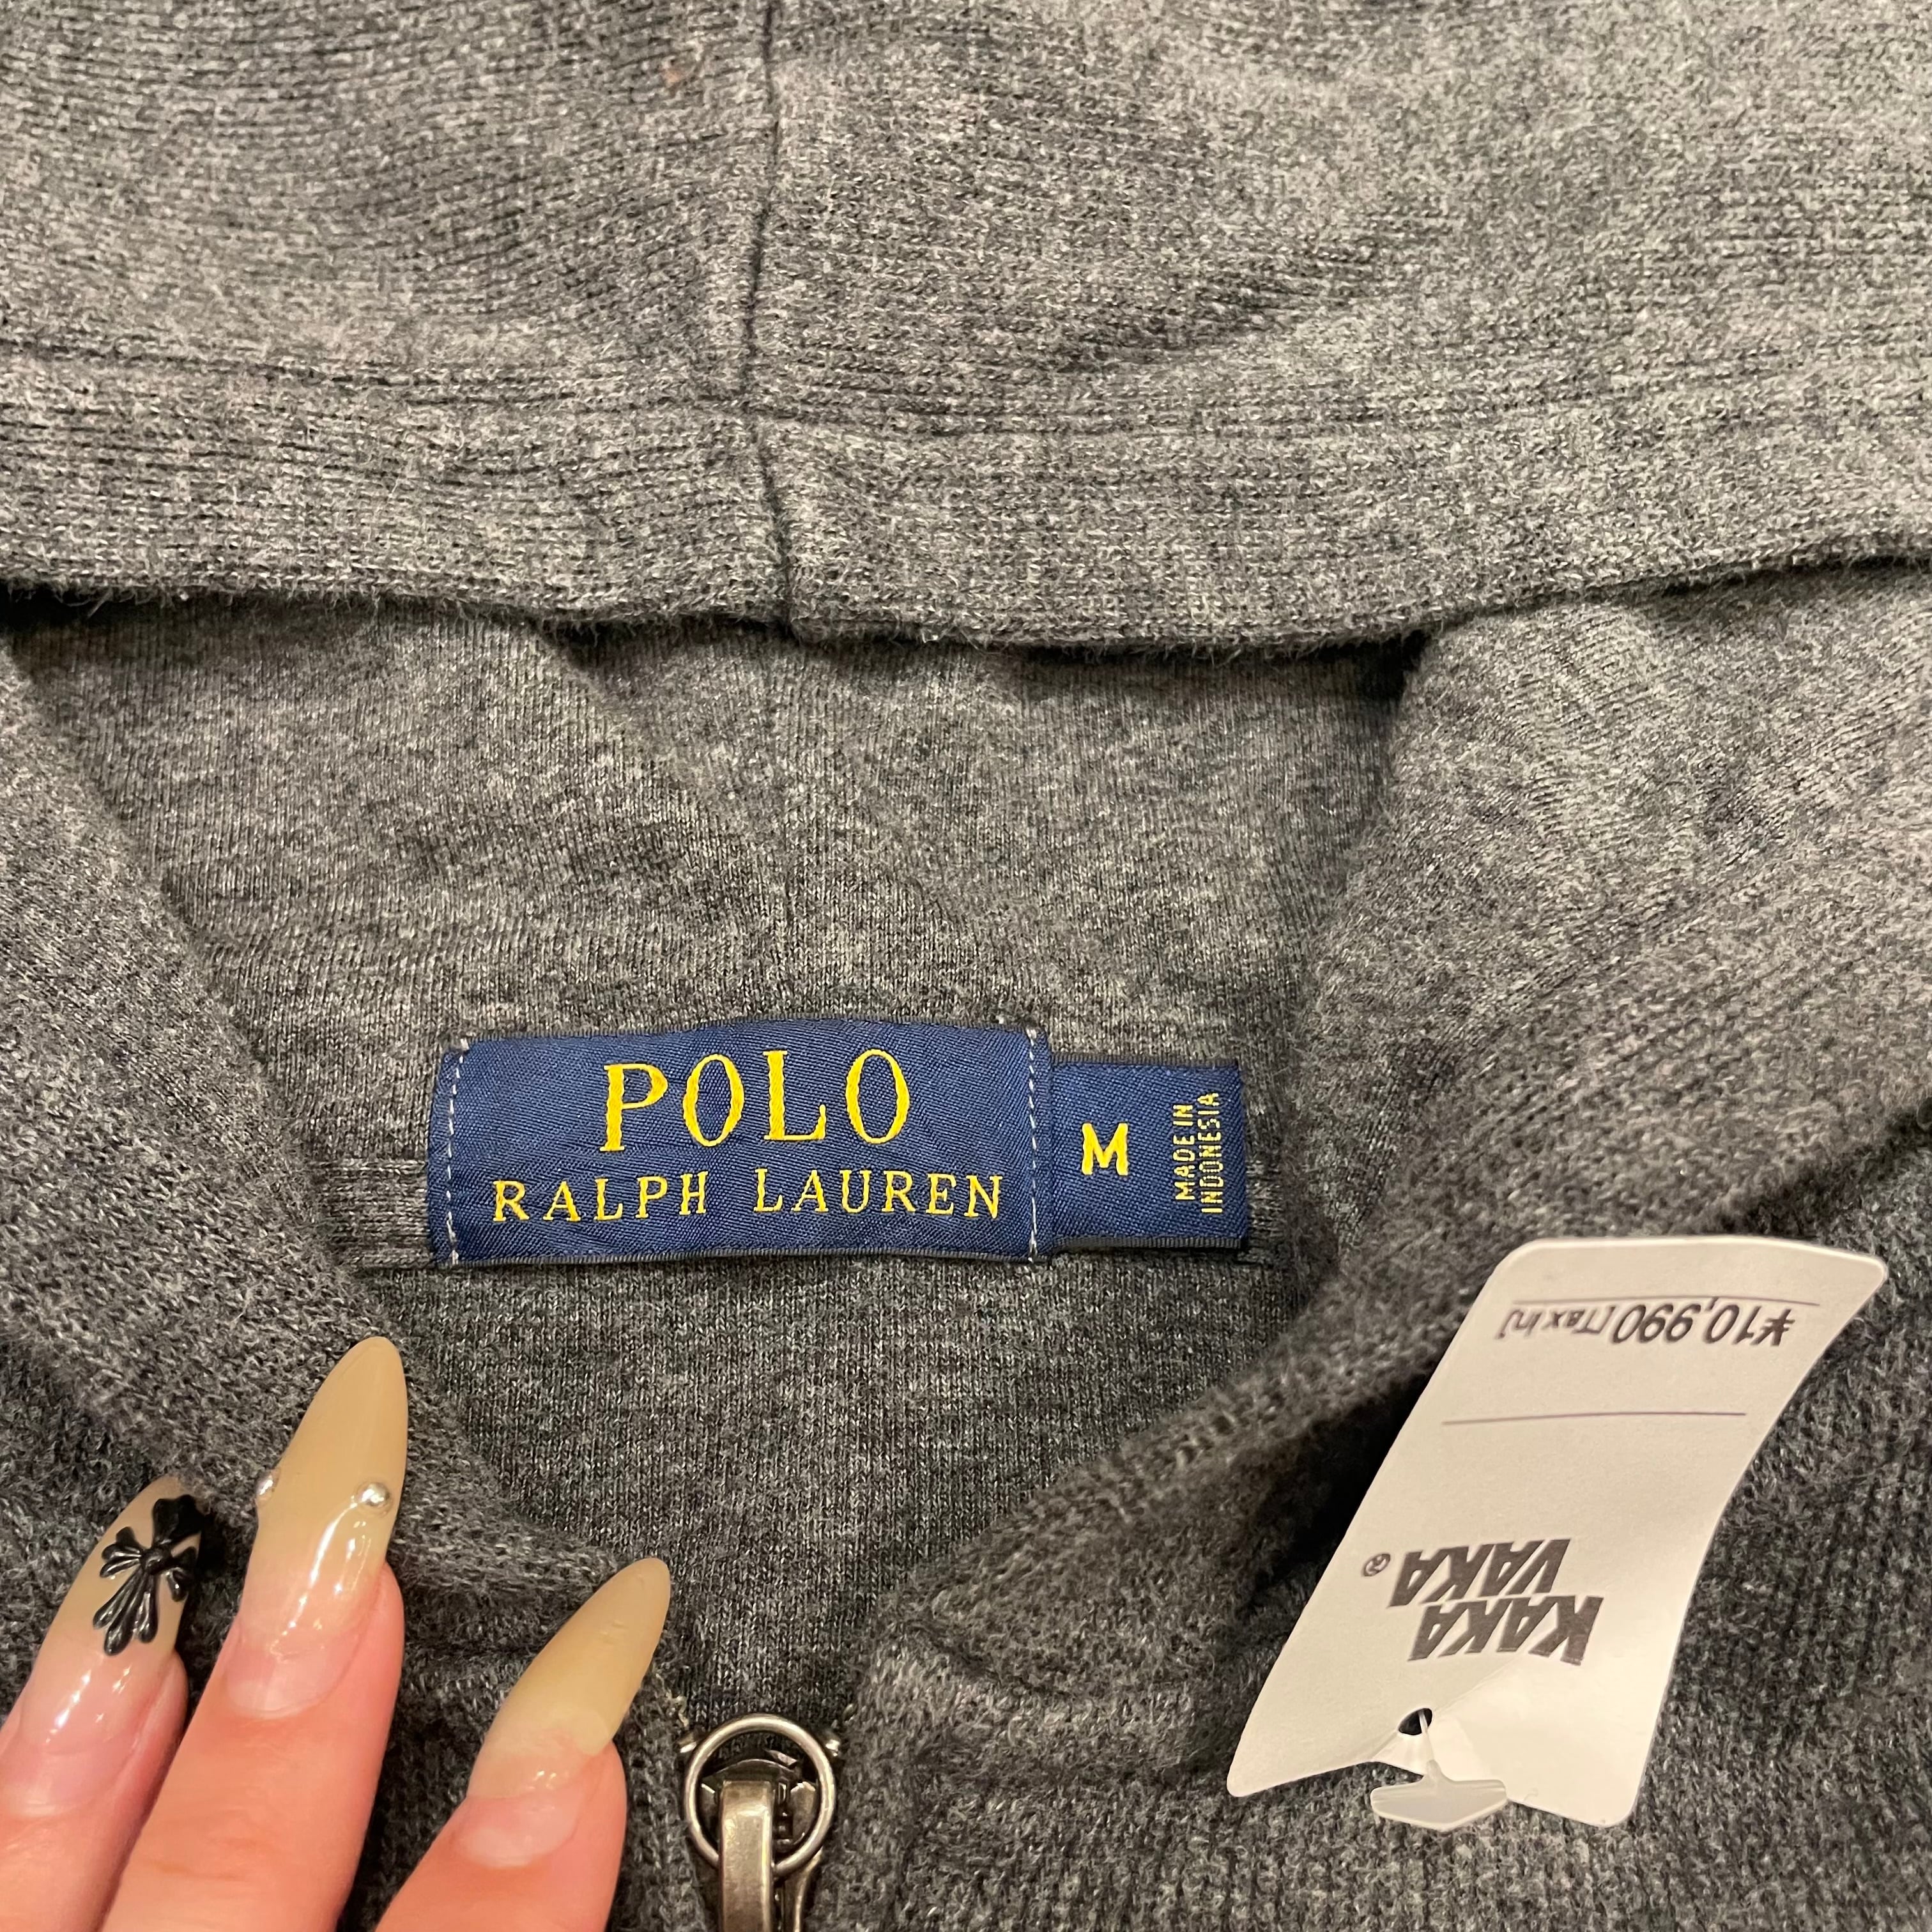 POLO
RALPH LAUREN
M
MADE IN
INDONESIA
¥10,990 [Tax In]
KAKA
VAKA®